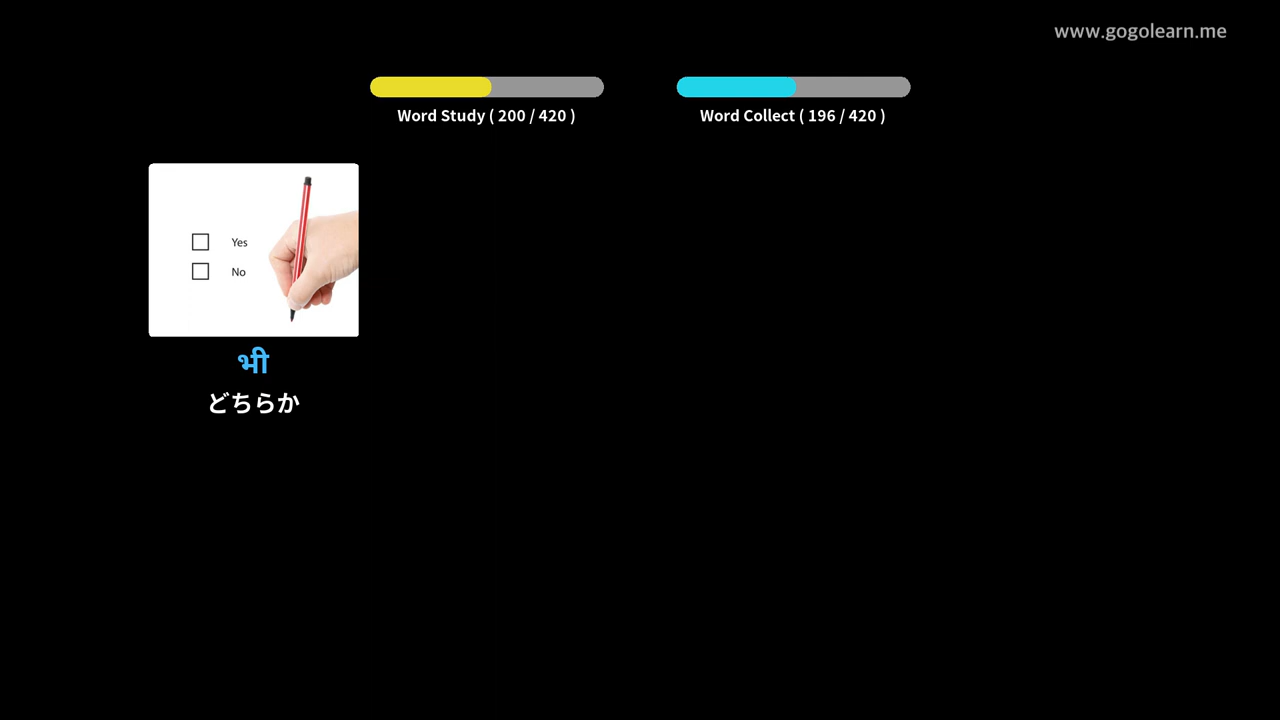 www.gogolearn.me
Word Study ( 200 / 420 )
Word Collect ( 196 / 420 )
Yes
No
भी
どちらか